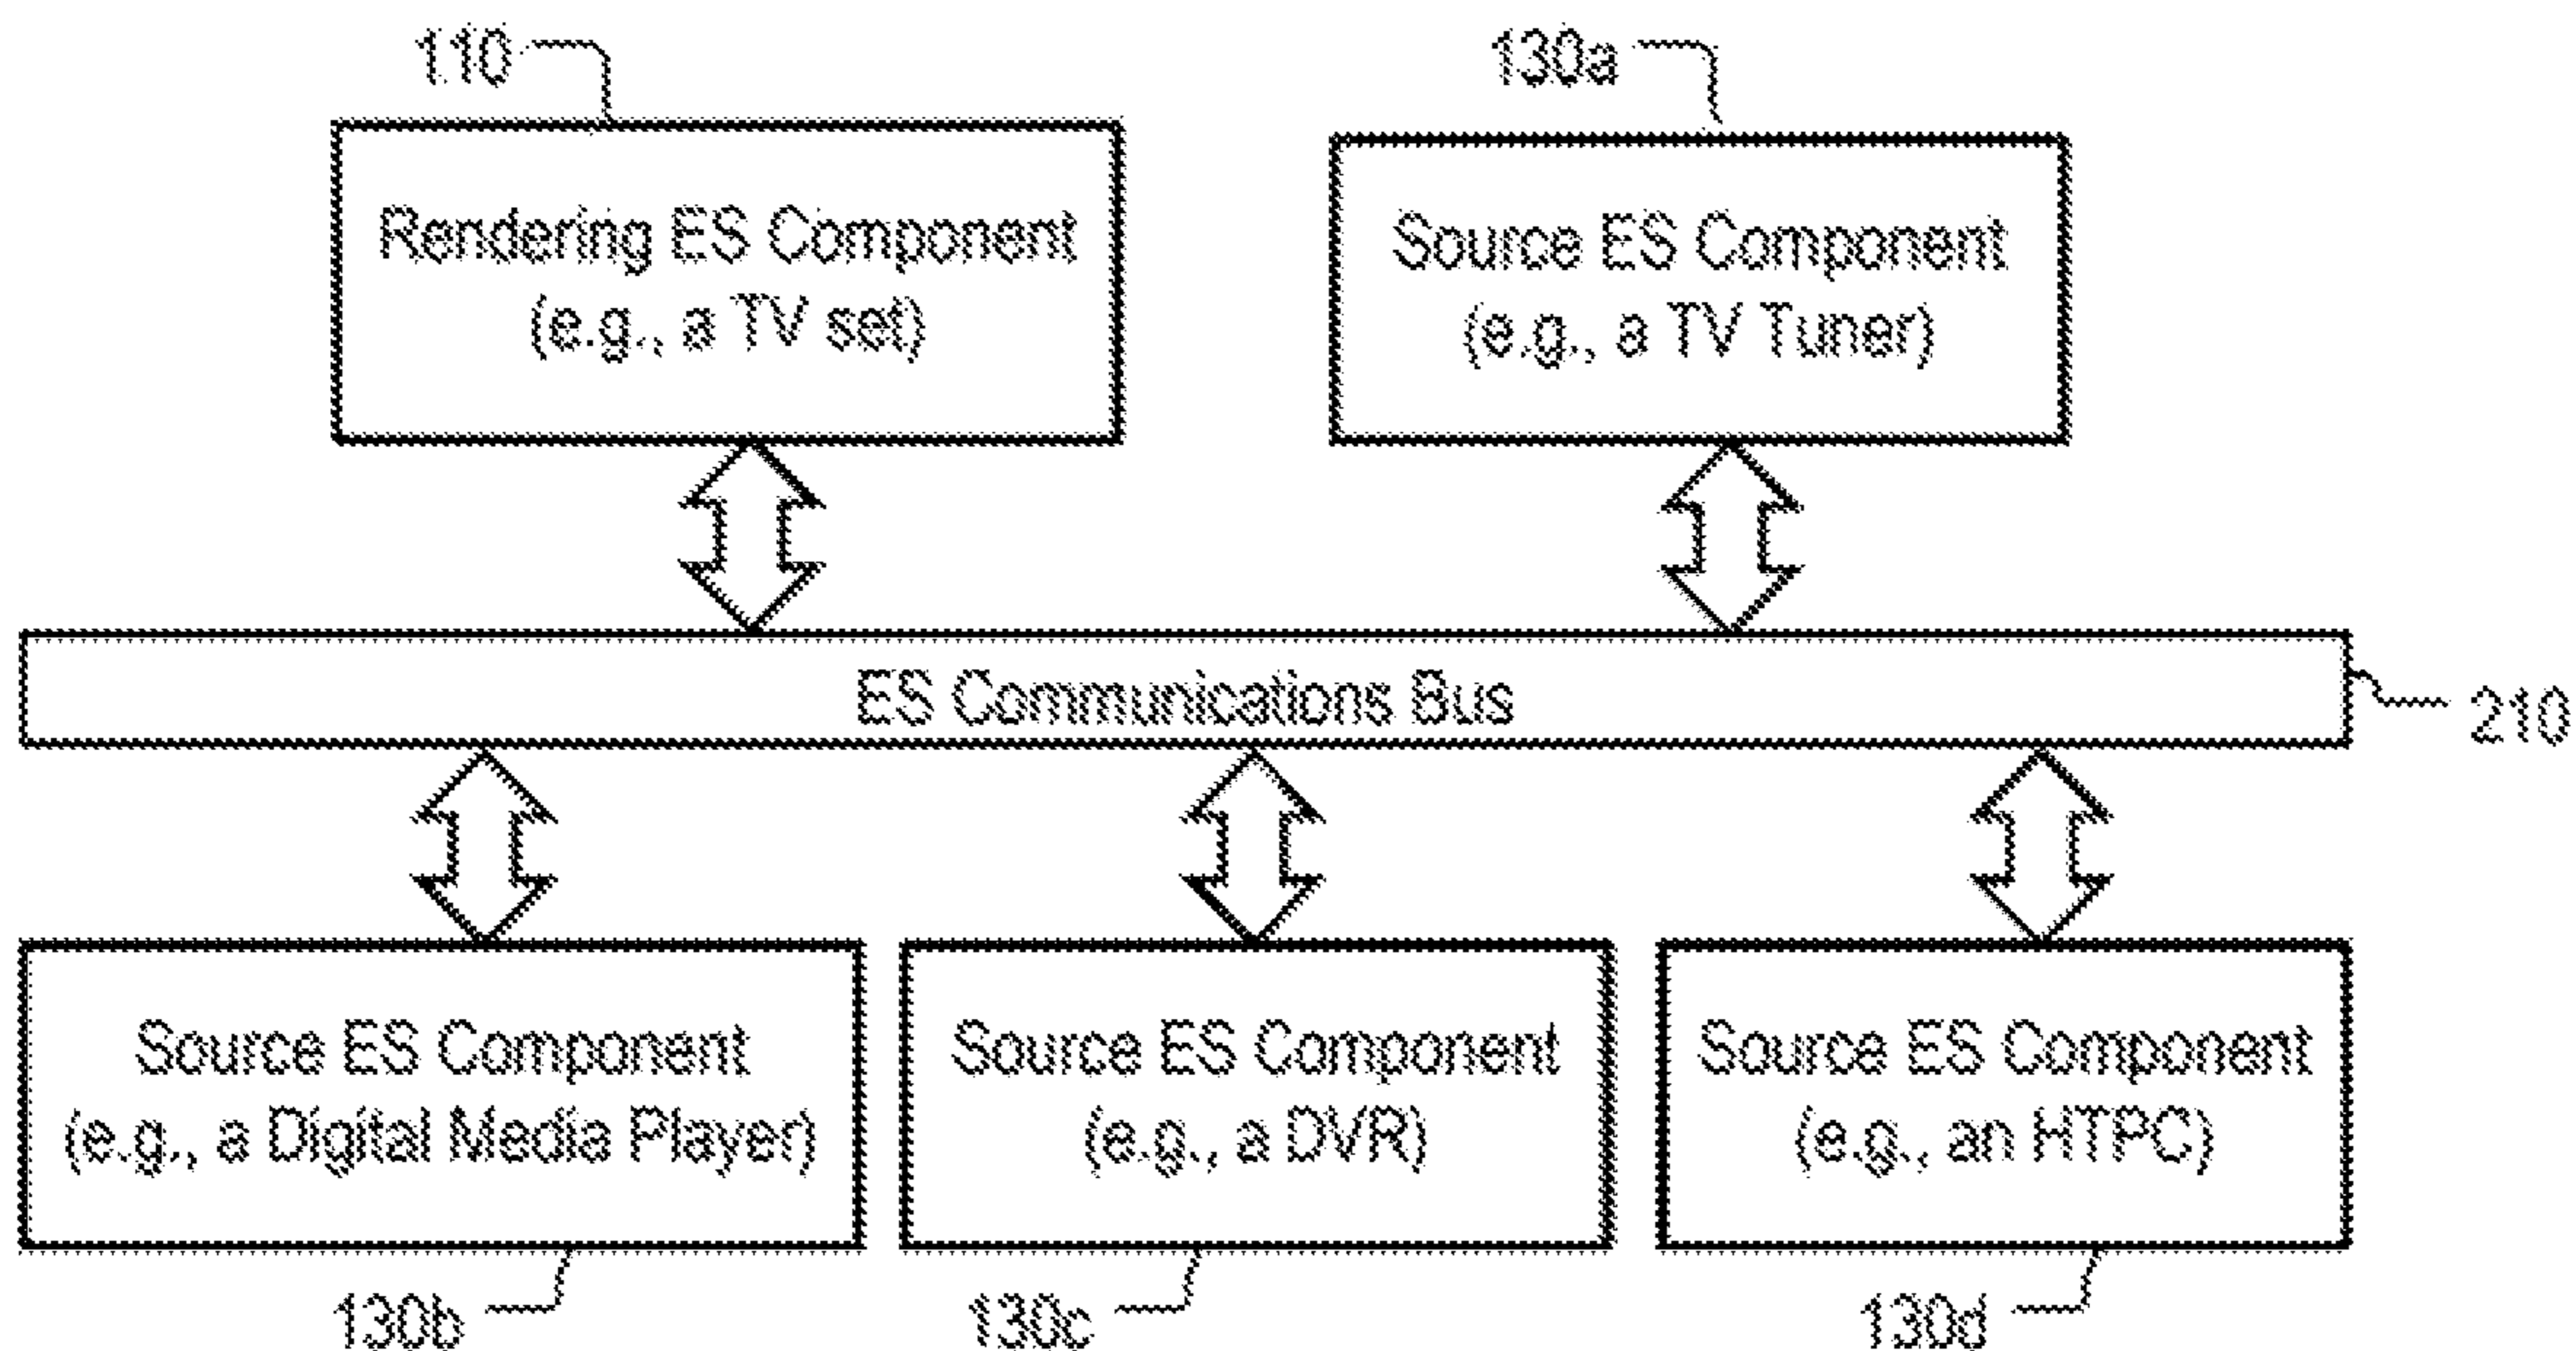 110
130a
Rendering ES Component
(e.g., a TV set)
Source ES Component
(e.g., a TV Tuner)
ES Communications Bus
210
Source ES Component
(e.g., a Digital Media Player)
Source ES Component
(e.g., a DVR)
Source ES Component
(e.g., an HTPC)
130b
130c
130d